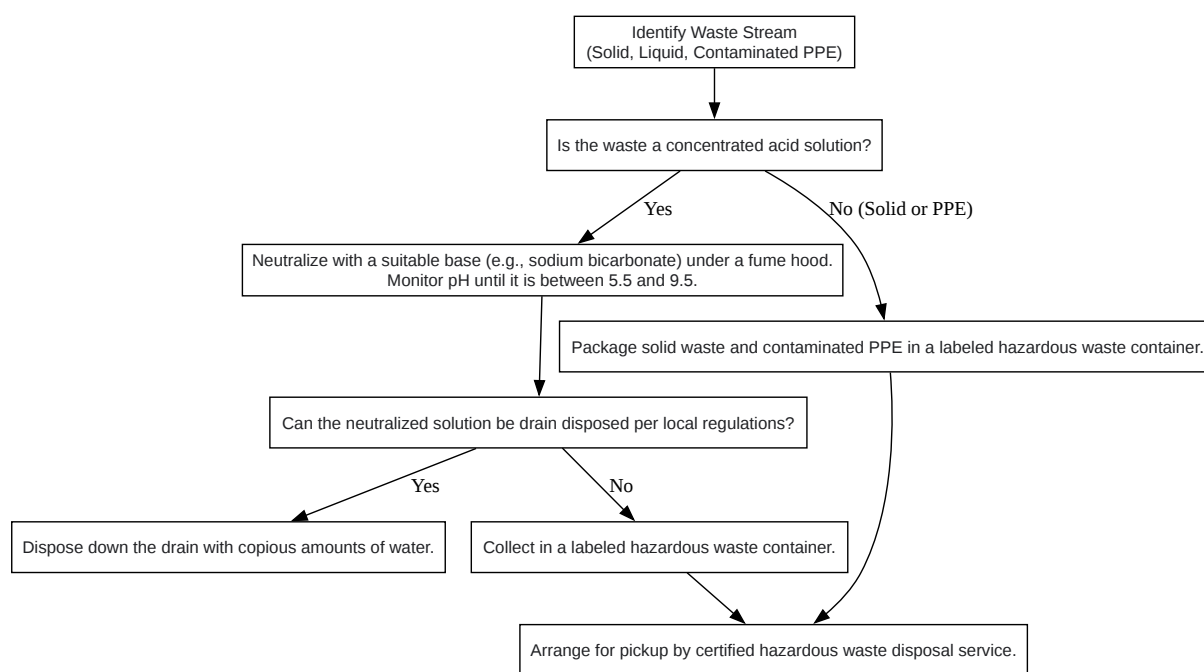 Identify Waste Stream
(Solid, Liquid, Contaminated PPE)
Is the waste a concentrated acid solution?
Yes
No (Solid or PPE)
Neutralize with a suitable base (e.g., sodium bicarbonate) under a fume hood.
Monitor pH until it is between 5.5 and 9.5.
Package solid waste and contaminated PPE in a labeled hazardous waste container.
Can the neutralized solution be drain disposed per local regulations?
Yes
No
Dispose down the drain with copious amounts of water.
Collect in a labeled hazardous waste container.
Arrange for pickup by certified hazardous waste disposal service.